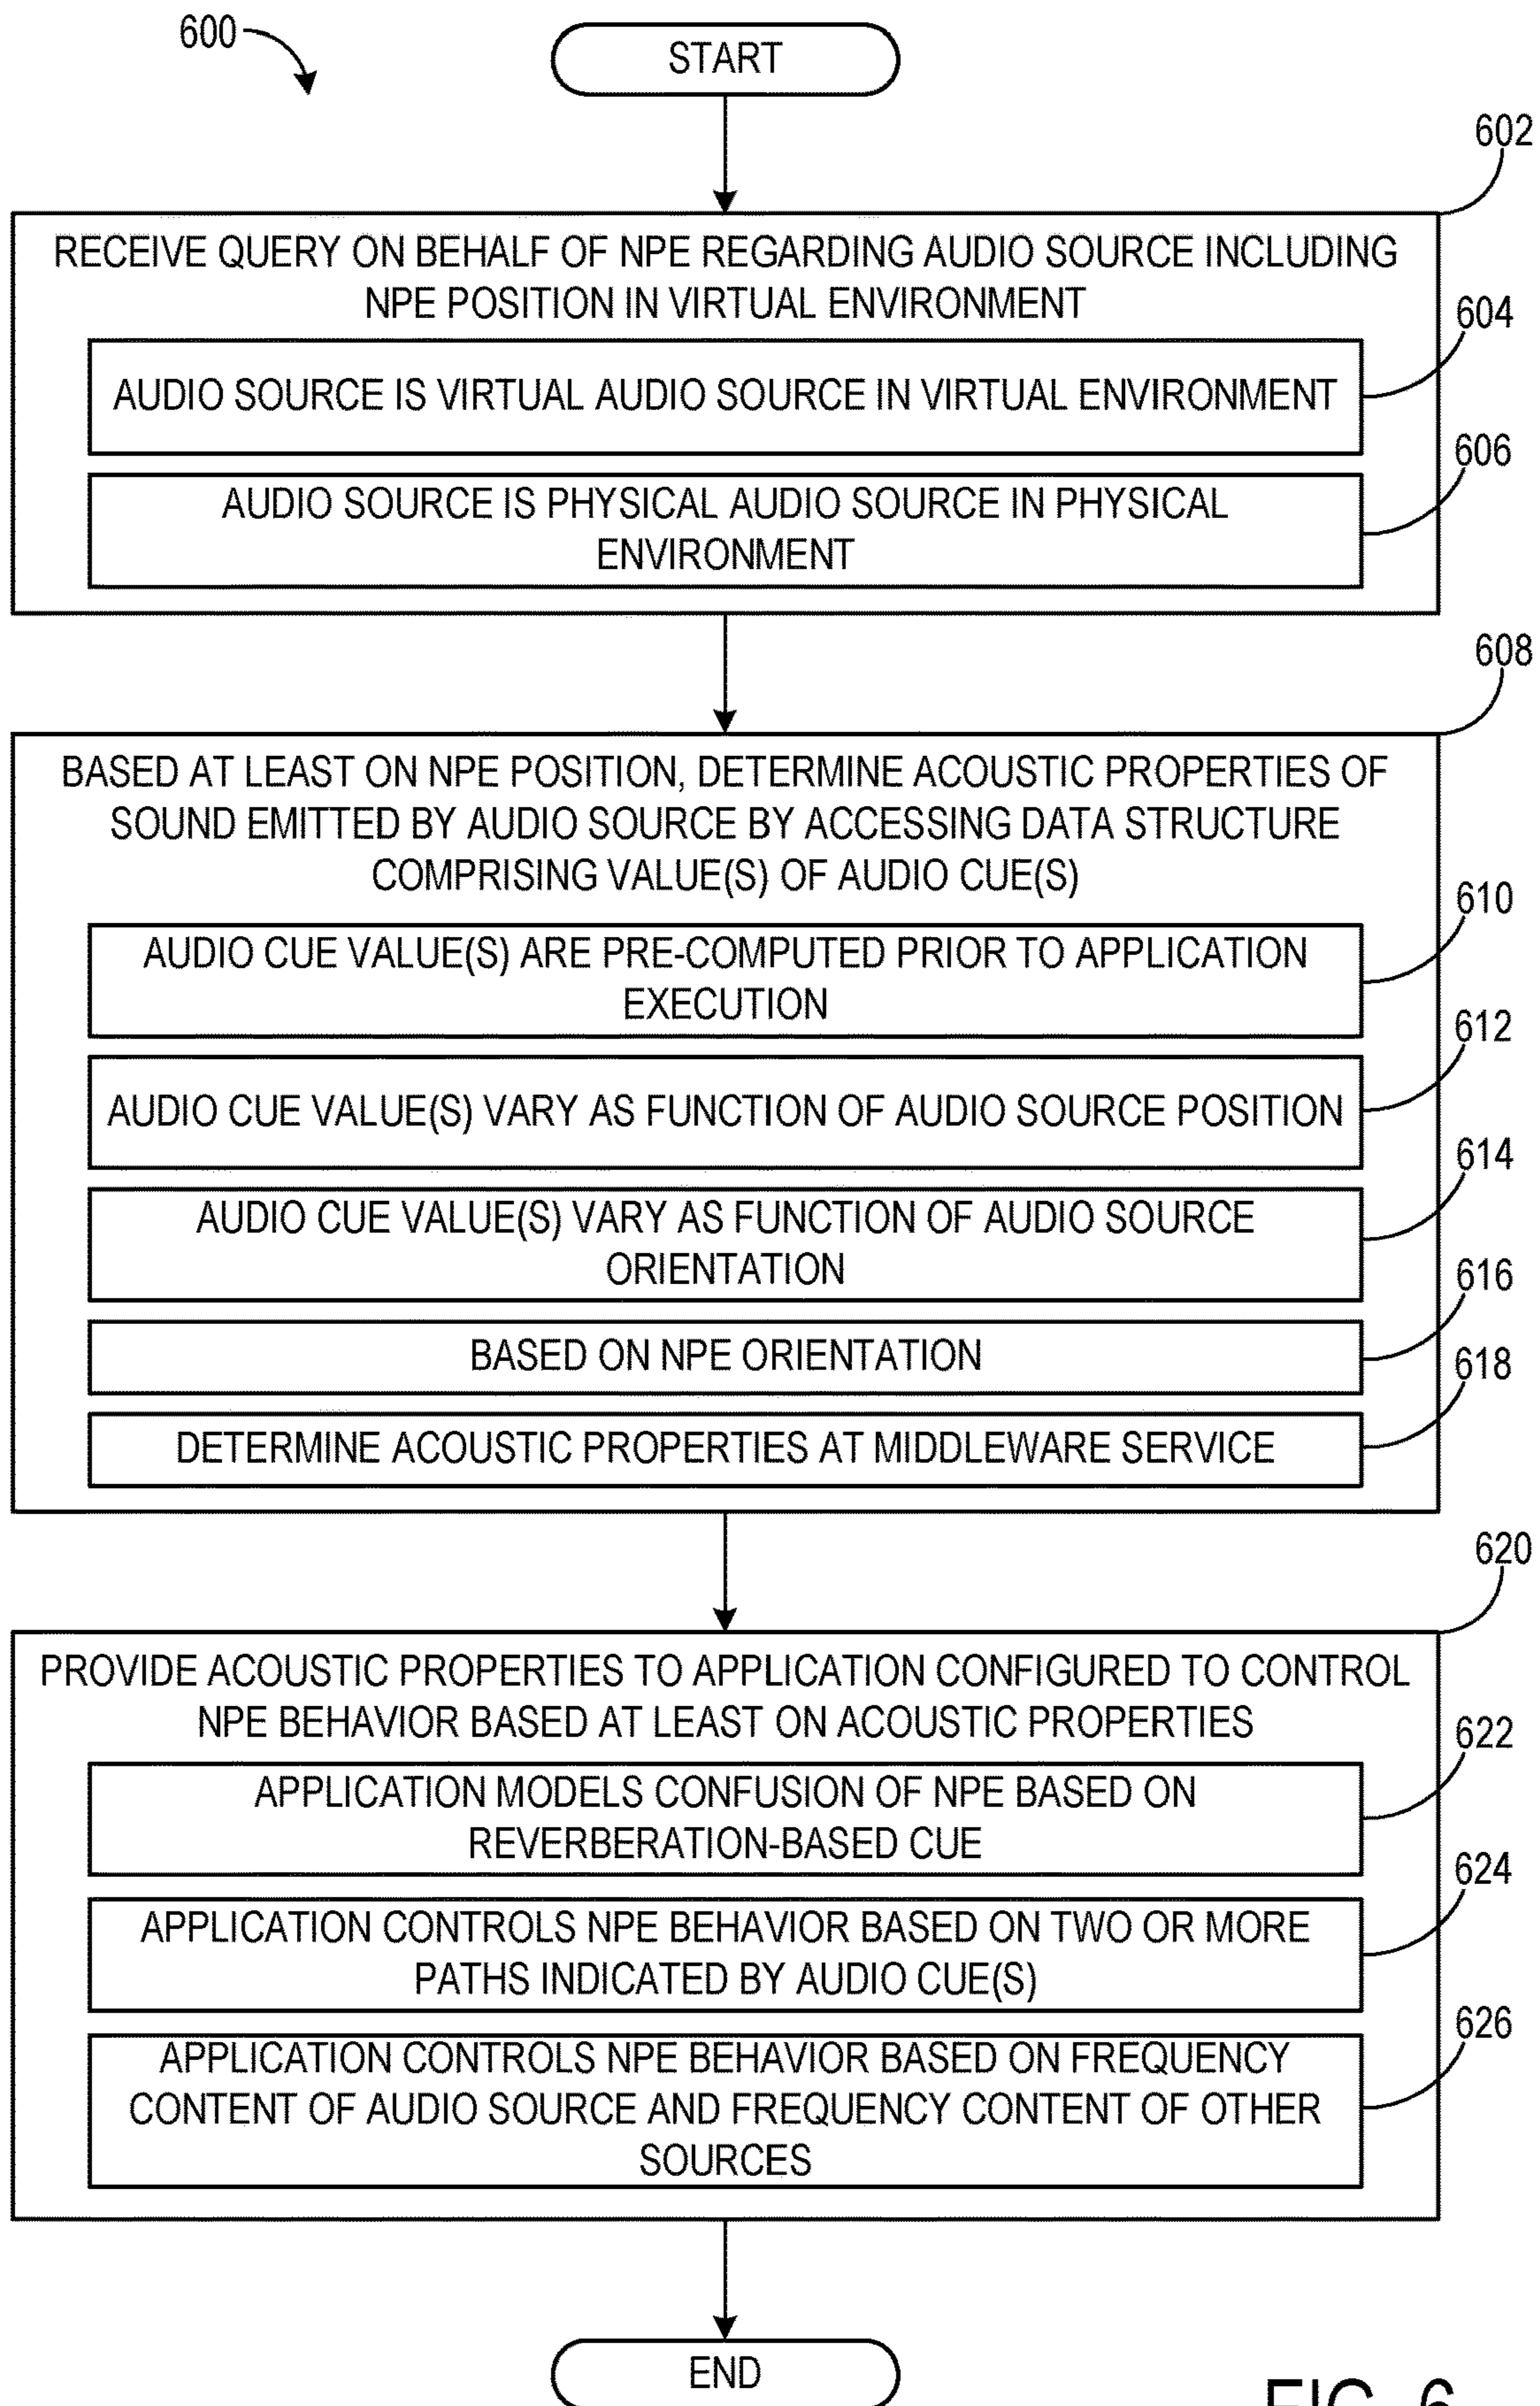 600
START
602
RECEIVE QUERY ON BEHALF OF NPE REGARDING AUDIO SOURCE INCLUDING
NPE POSITION IN VIRTUAL ENVIRONMENT
604
AUDIO SOURCE IS VIRTUAL AUDIO SOURCE IN VIRTUAL ENVIRONMENT
606
AUDIO SOURCE IS PHYSICAL AUDIO SOURCE IN PHYSICAL
ENVIRONMENT
608
BASED AT LEAST ON NPE POSITION, DETERMINE ACOUSTIC PROPERTIES OF
SOUND EMITTED BY AUDIO SOURCE BY ACCESSING DATA STRUCTURE
COMPRISING VALUE(S) OF AUDIO CUE(S)
610
AUDIO CUE VALUE(S) ARE PRE-COMPUTED PRIOR TO APPLICATION
EXECUTION
612
AUDIO CUE VALUE(S) VARY AS FUNCTION OF AUDIO SOURCE POSITION
614
AUDIO CUE VALUE(S) VARY AS FUNCTION OF AUDIO SOURCE
ORIENTATION
616
BASED ON NPE ORIENTATION
618
DETERMINE ACOUSTIC PROPERTIES AT MIDDLEWARE SERVICE
620
PROVIDE ACOUSTIC PROPERTIES TO APPLICATION CONFIGURED TO CONTROL
NPE BEHAVIOR BASED AT LEAST ON ACOUSTIC PROPERTIES
622
APPLICATION MODELS CONFUSION OF NPE BASED ON
REVERBERATION-BASED CUE
624
APPLICATION CONTROLS NPE BEHAVIOR BASED ON TWO OR MORE
PATHS INDICATED BY AUDIO CUE(S)
626
APPLICATION CONTROLS NPE BEHAVIOR BASED ON FREQUENCY
CONTENT OF AUDIO SOURCE AND FREQUENCY CONTENT OF OTHER
SOURCES
END
FIG. 6